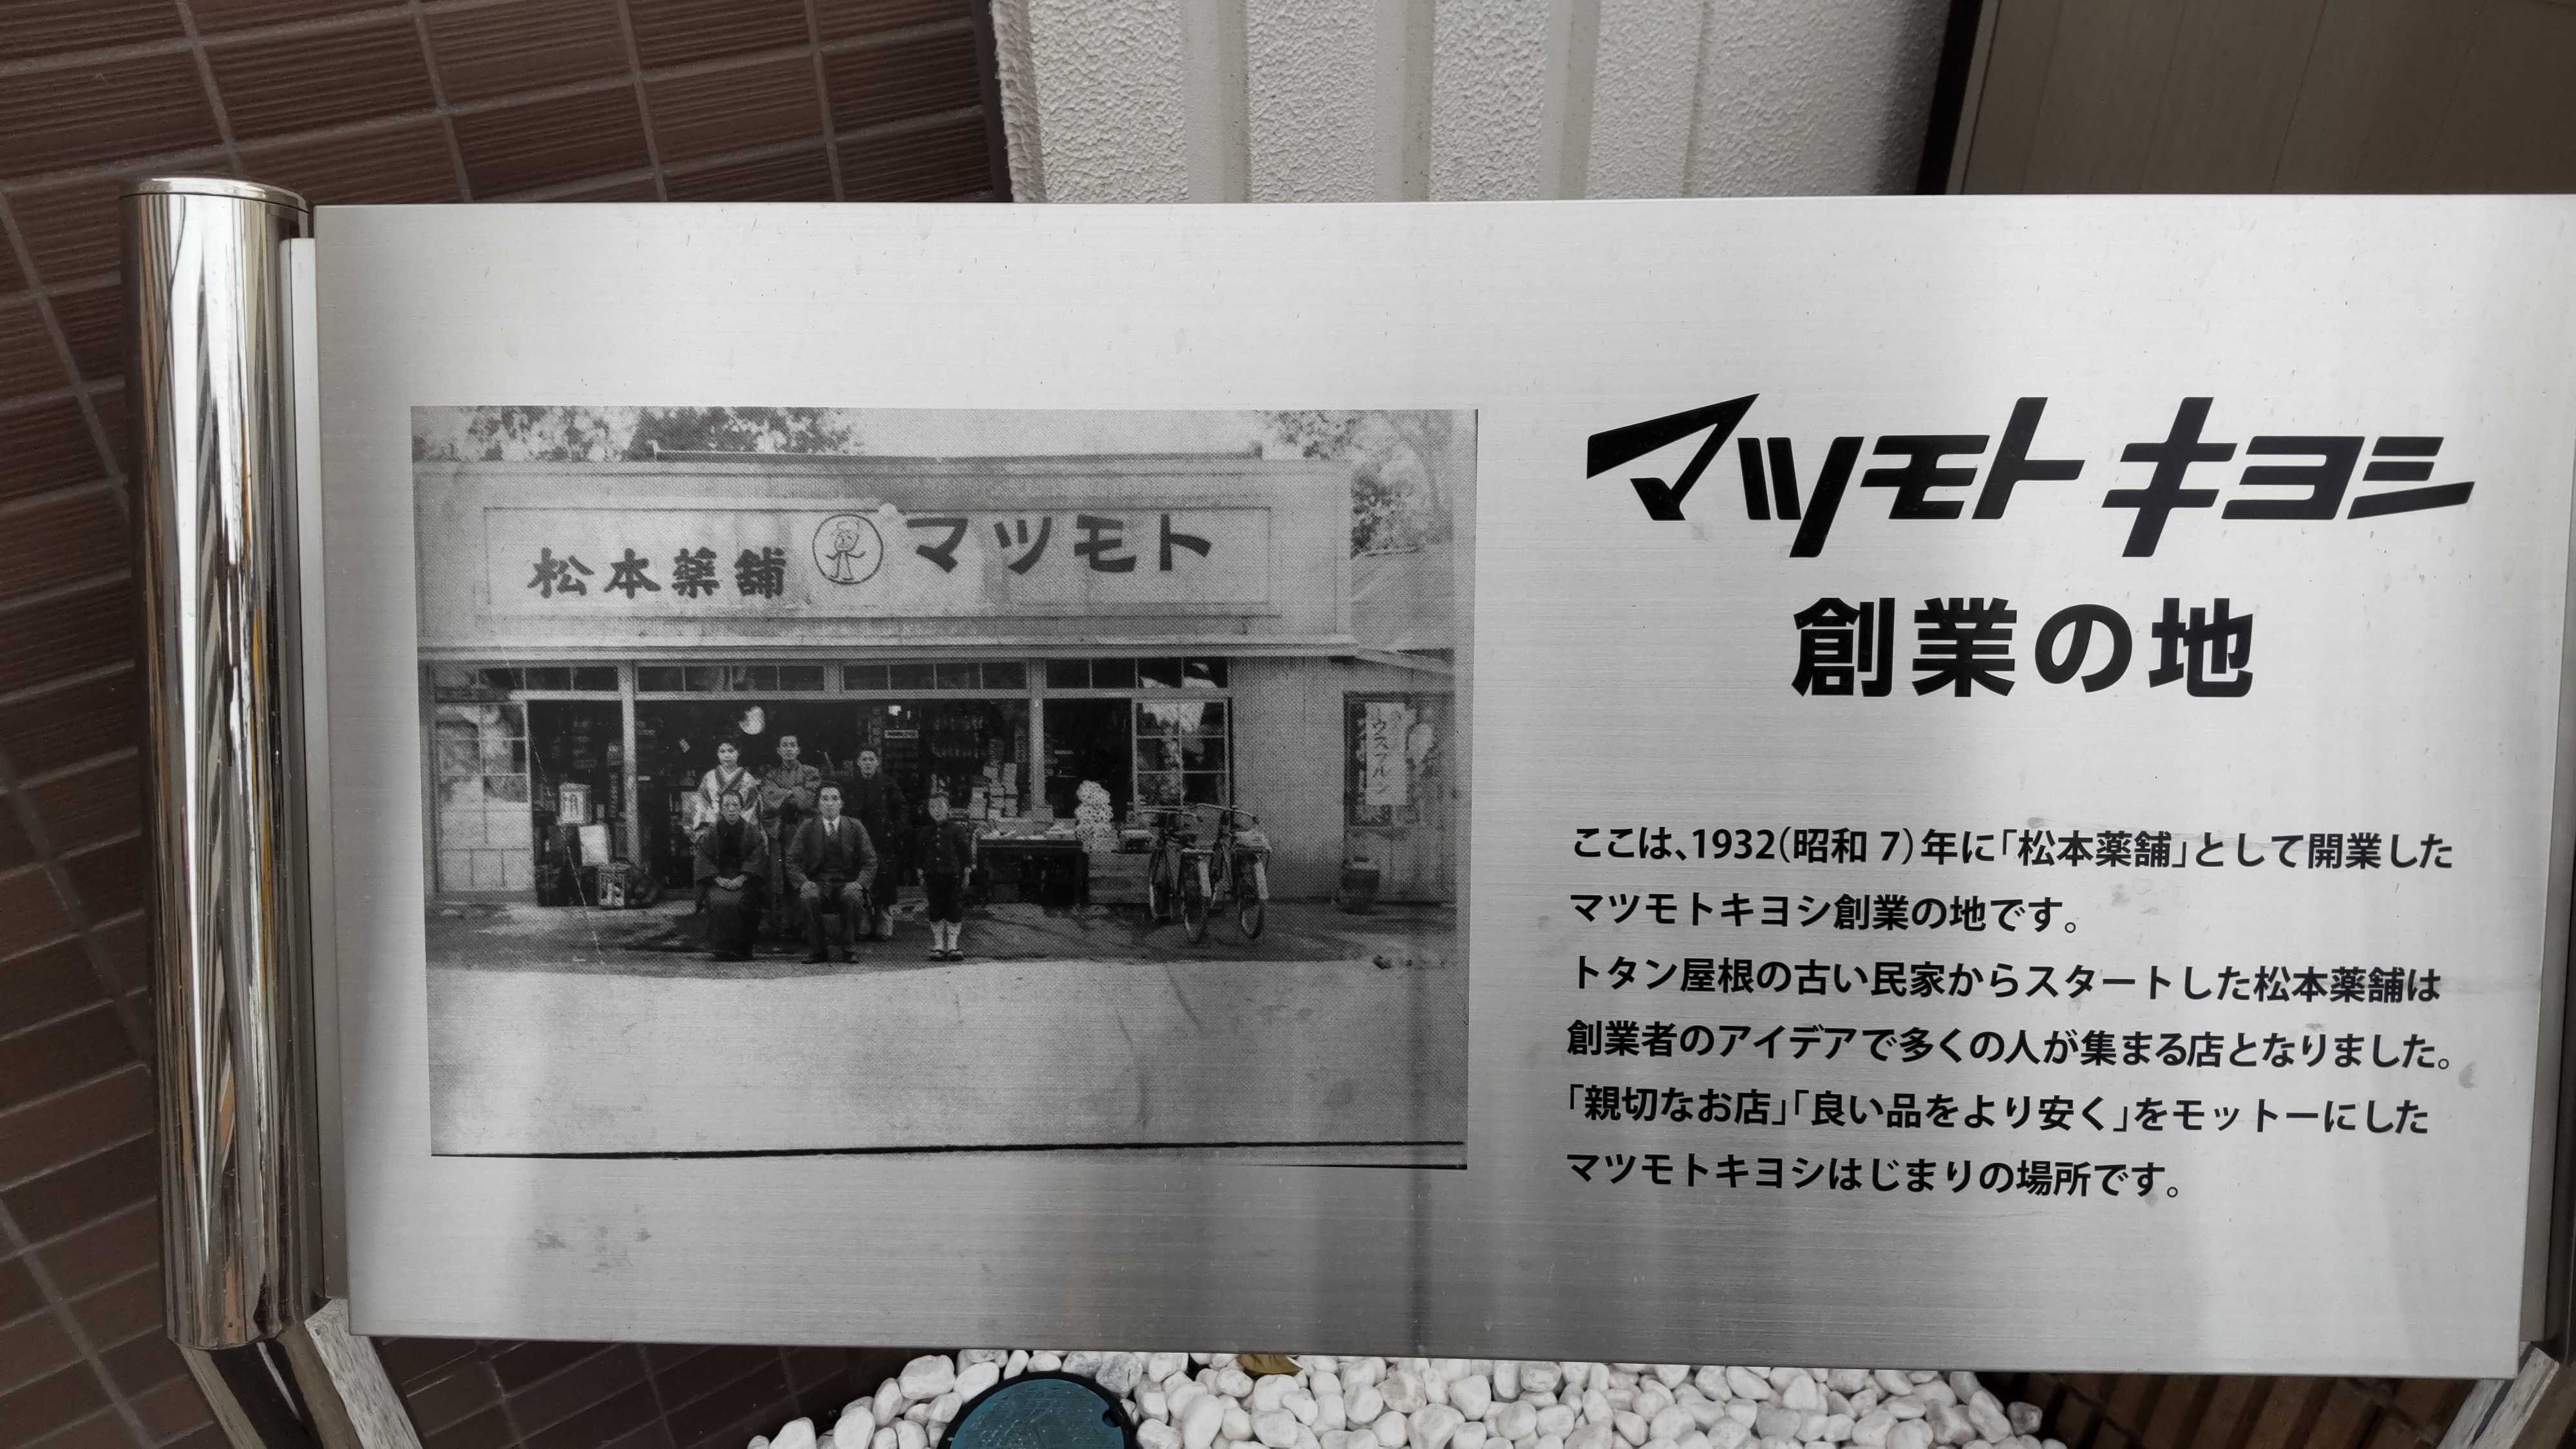 松本薬舗 マツモト
ウスプルン
マツモトキヨシ
創業の地
ここは、1932(昭和 7)年に「松本薬舗」として開業した
マツモトキヨシ創業の地です。
トタン屋根の古い民家からスタートした松本薬舗は
創業者のアイデアで多くの人が集まる店となりました。
「親切なお店」「良い品をより安く」をモットーにした
マツモトキヨシはじまりの場所です。